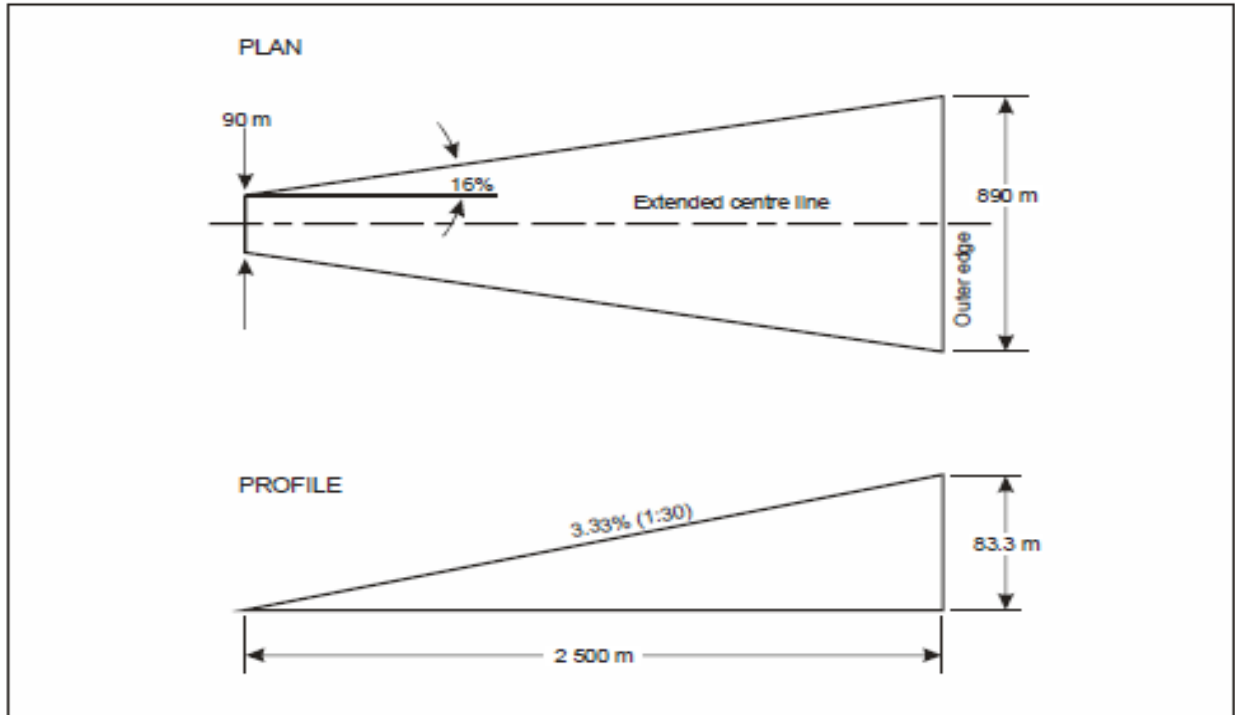 PLAN
90 m
16%
Extended centre line
890 m
Outer edge
PROFILE
3.33% (1:30)
83.3 m
2 500 m